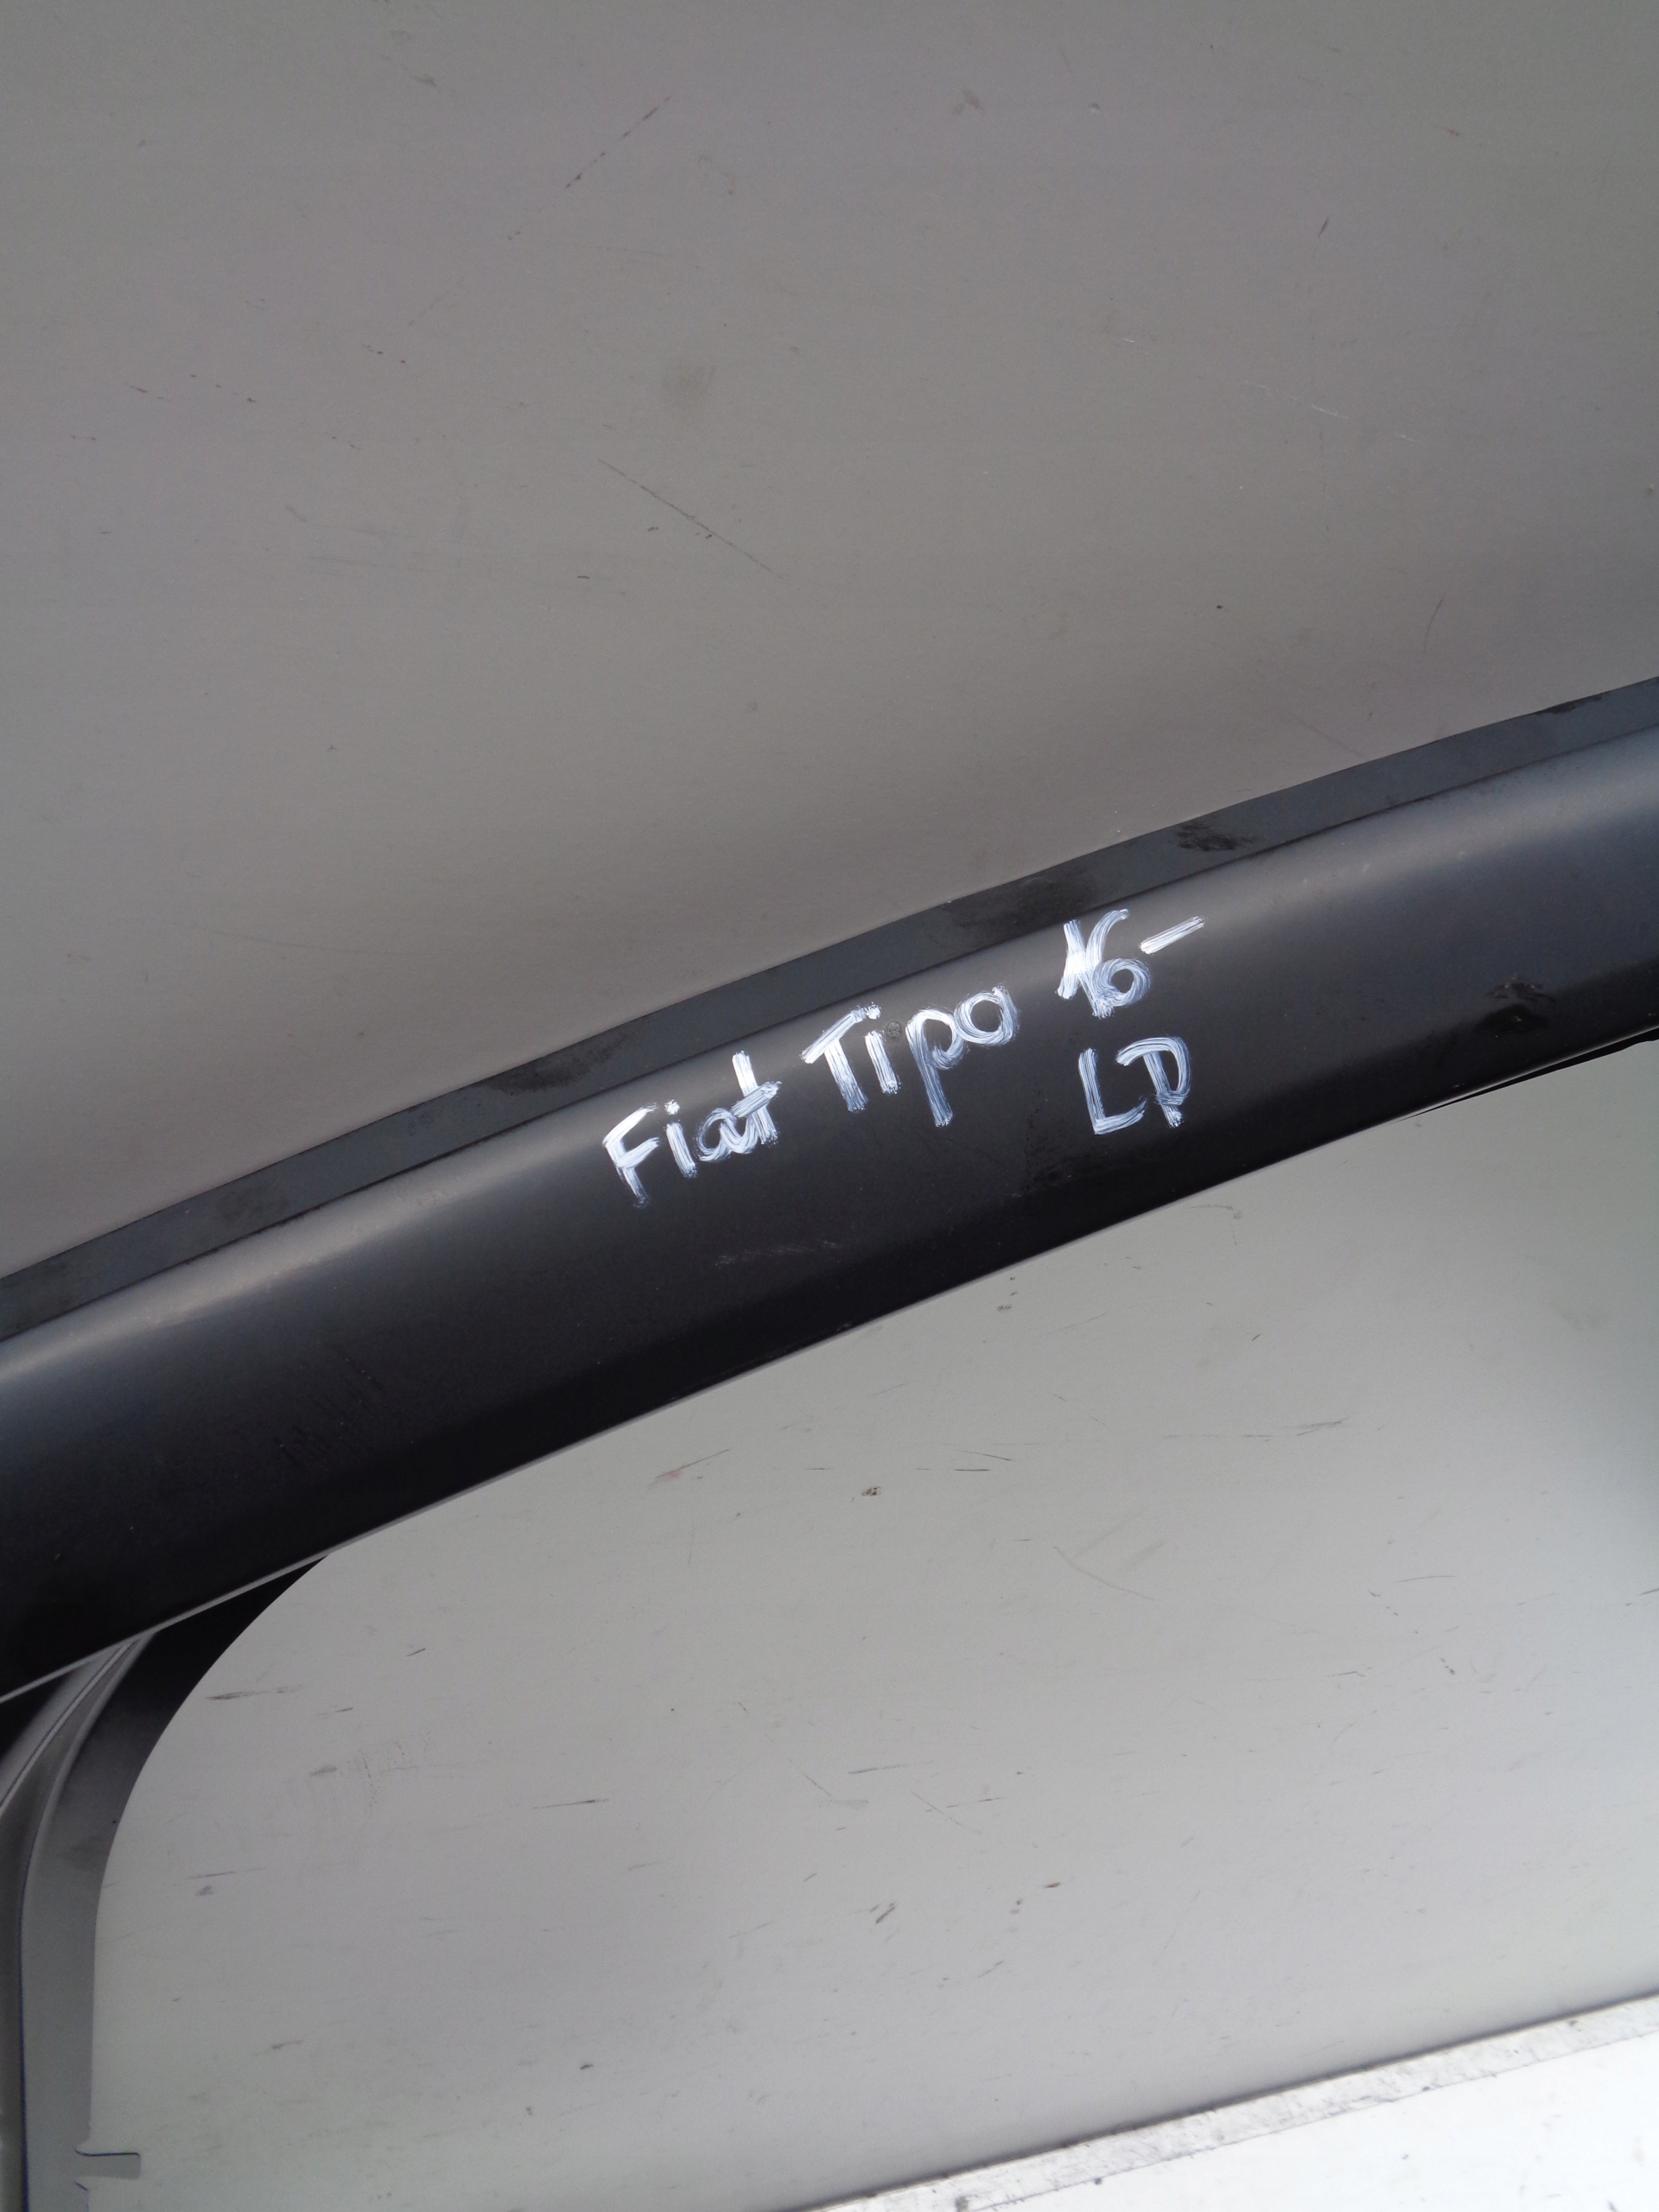 Fiat Tipo 16-
LP